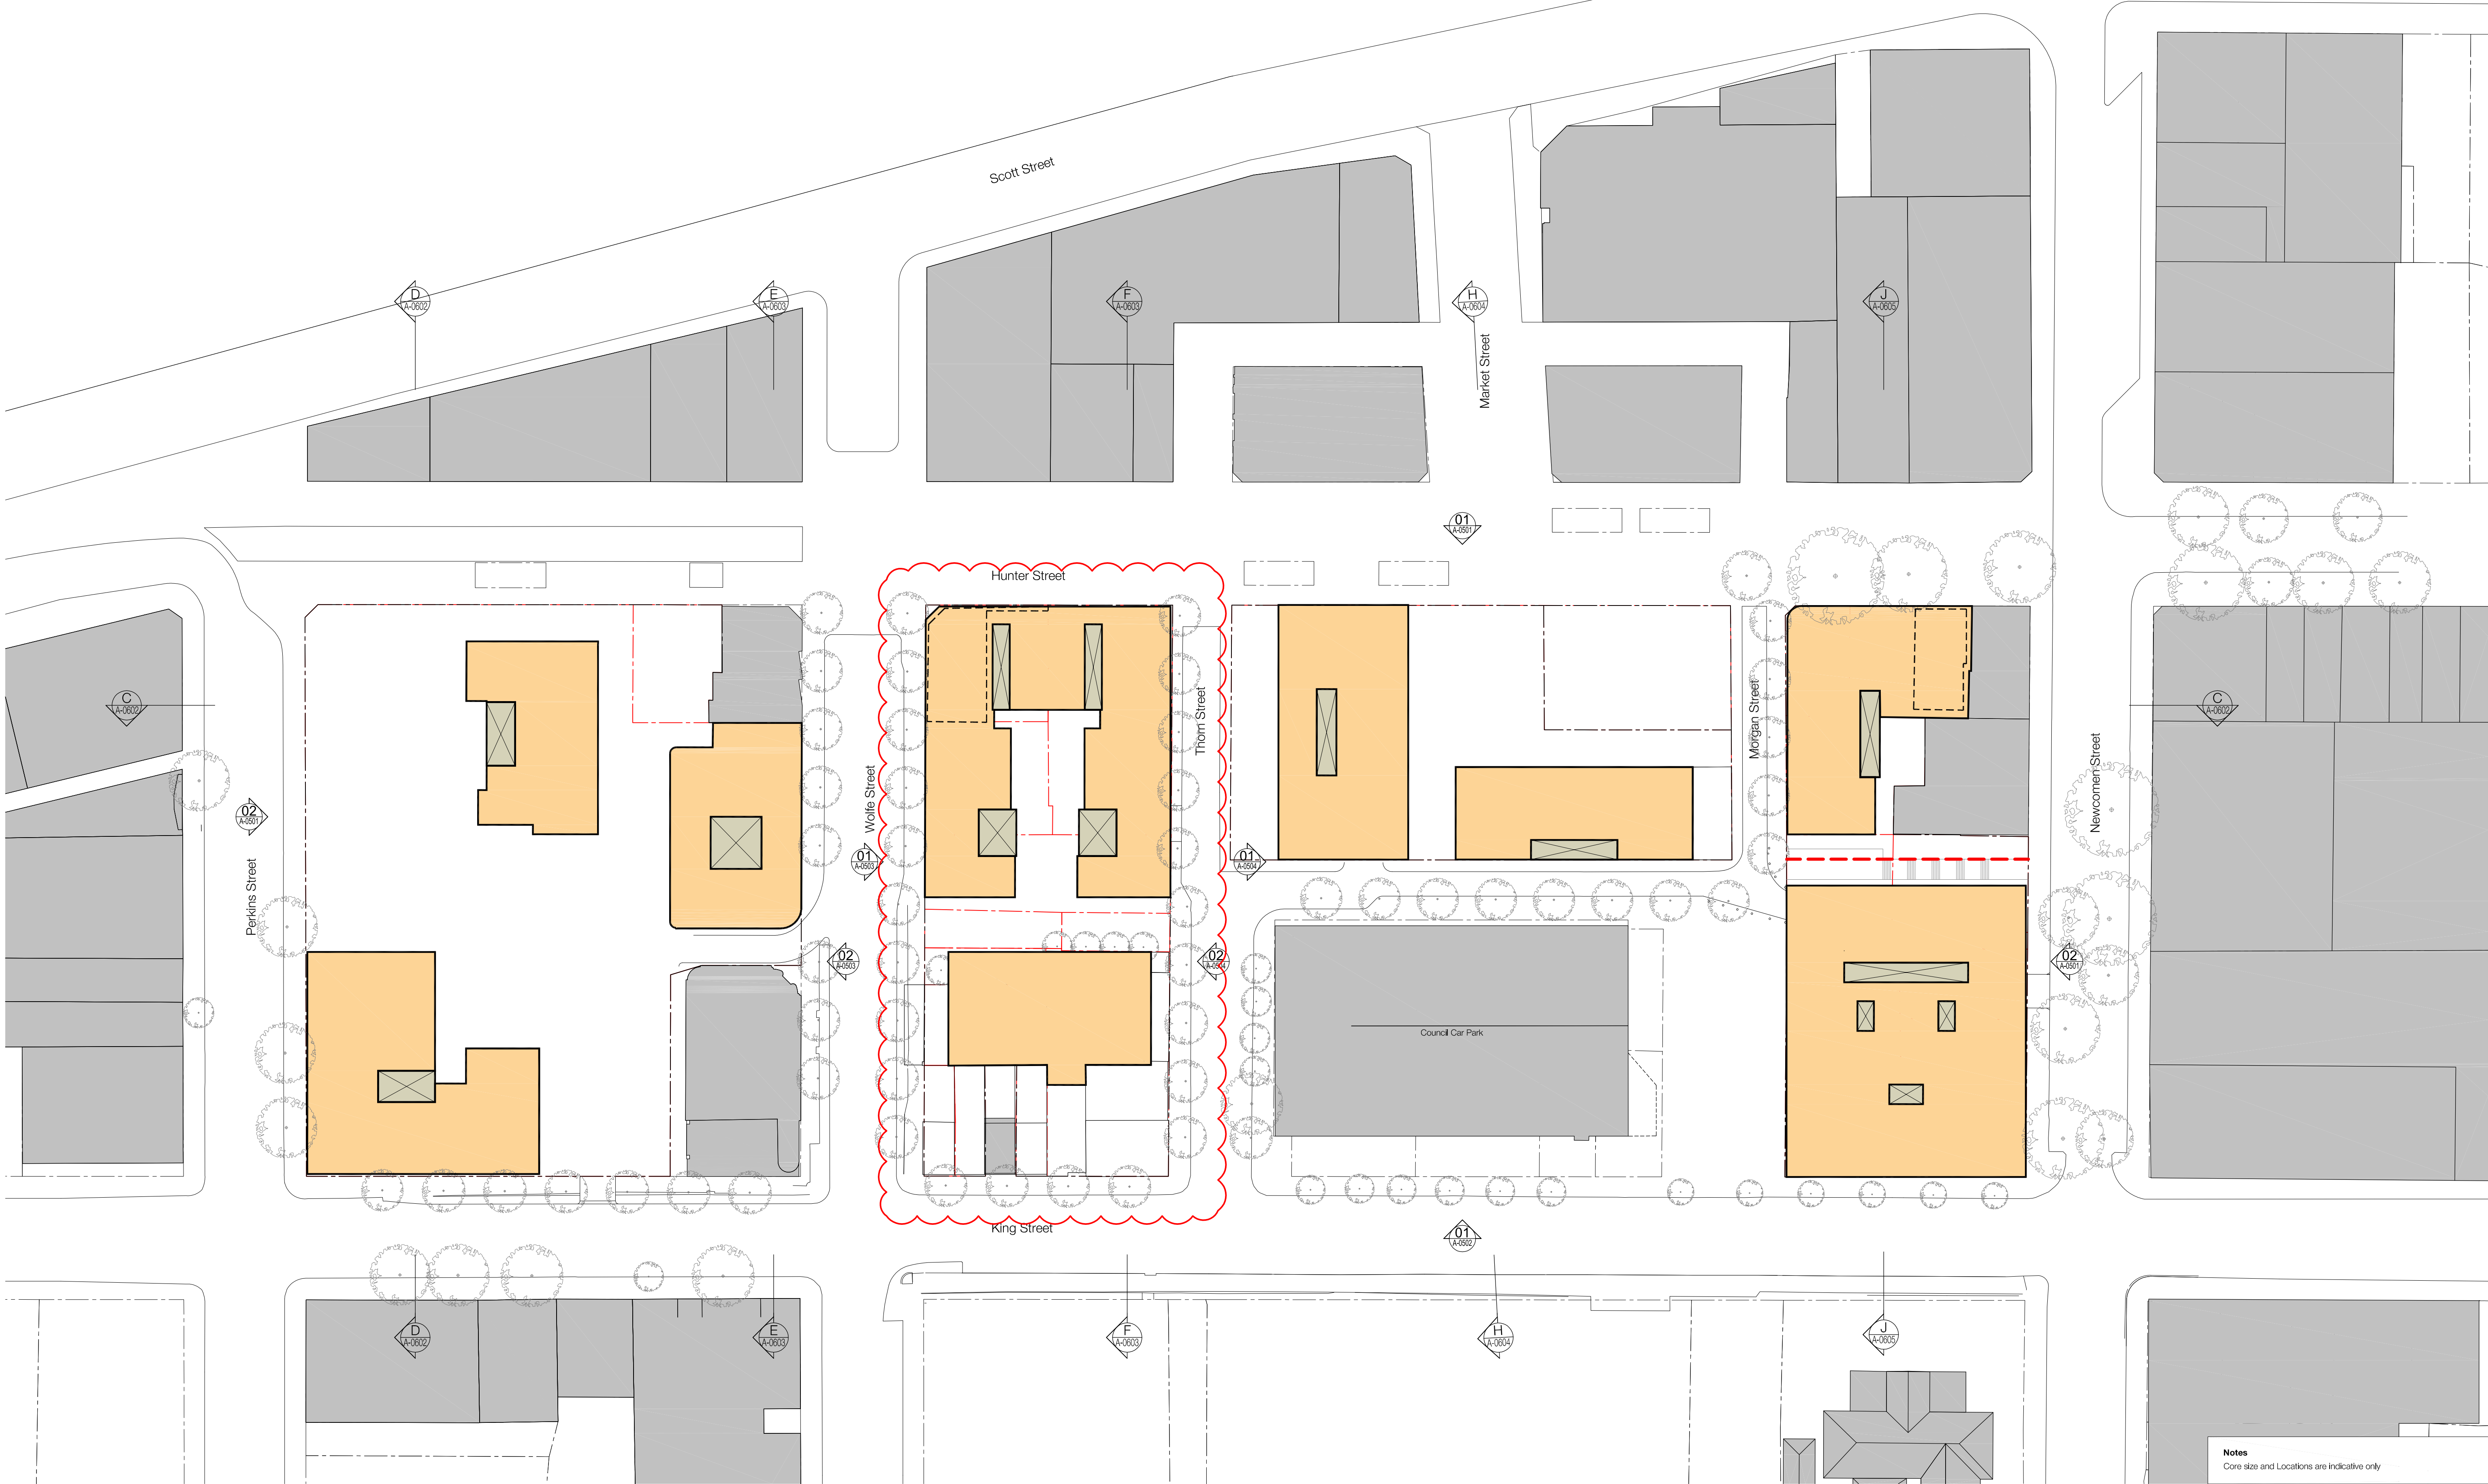 Scott Street
D
A-0602
E
A-0603
F
A-0603
H
A-0604
J
A-0605
Market Street
01
A-0501
Hunter Street
C
A-0602
C
A-0602
Thorn Street
Morgan Street
Newcomen Street
Wolfe Street
02
A-0501
Perkins Street
01
A-0503
01
A-0504
02
A-0503
02
A-0504
02
A-0501
Council Car Park
King Street
01
A-0502
D
A-0602
E
A-0603
F
A-0603
H
A-0604
J
A-0605
Notes
Core size and Locations are indicative only